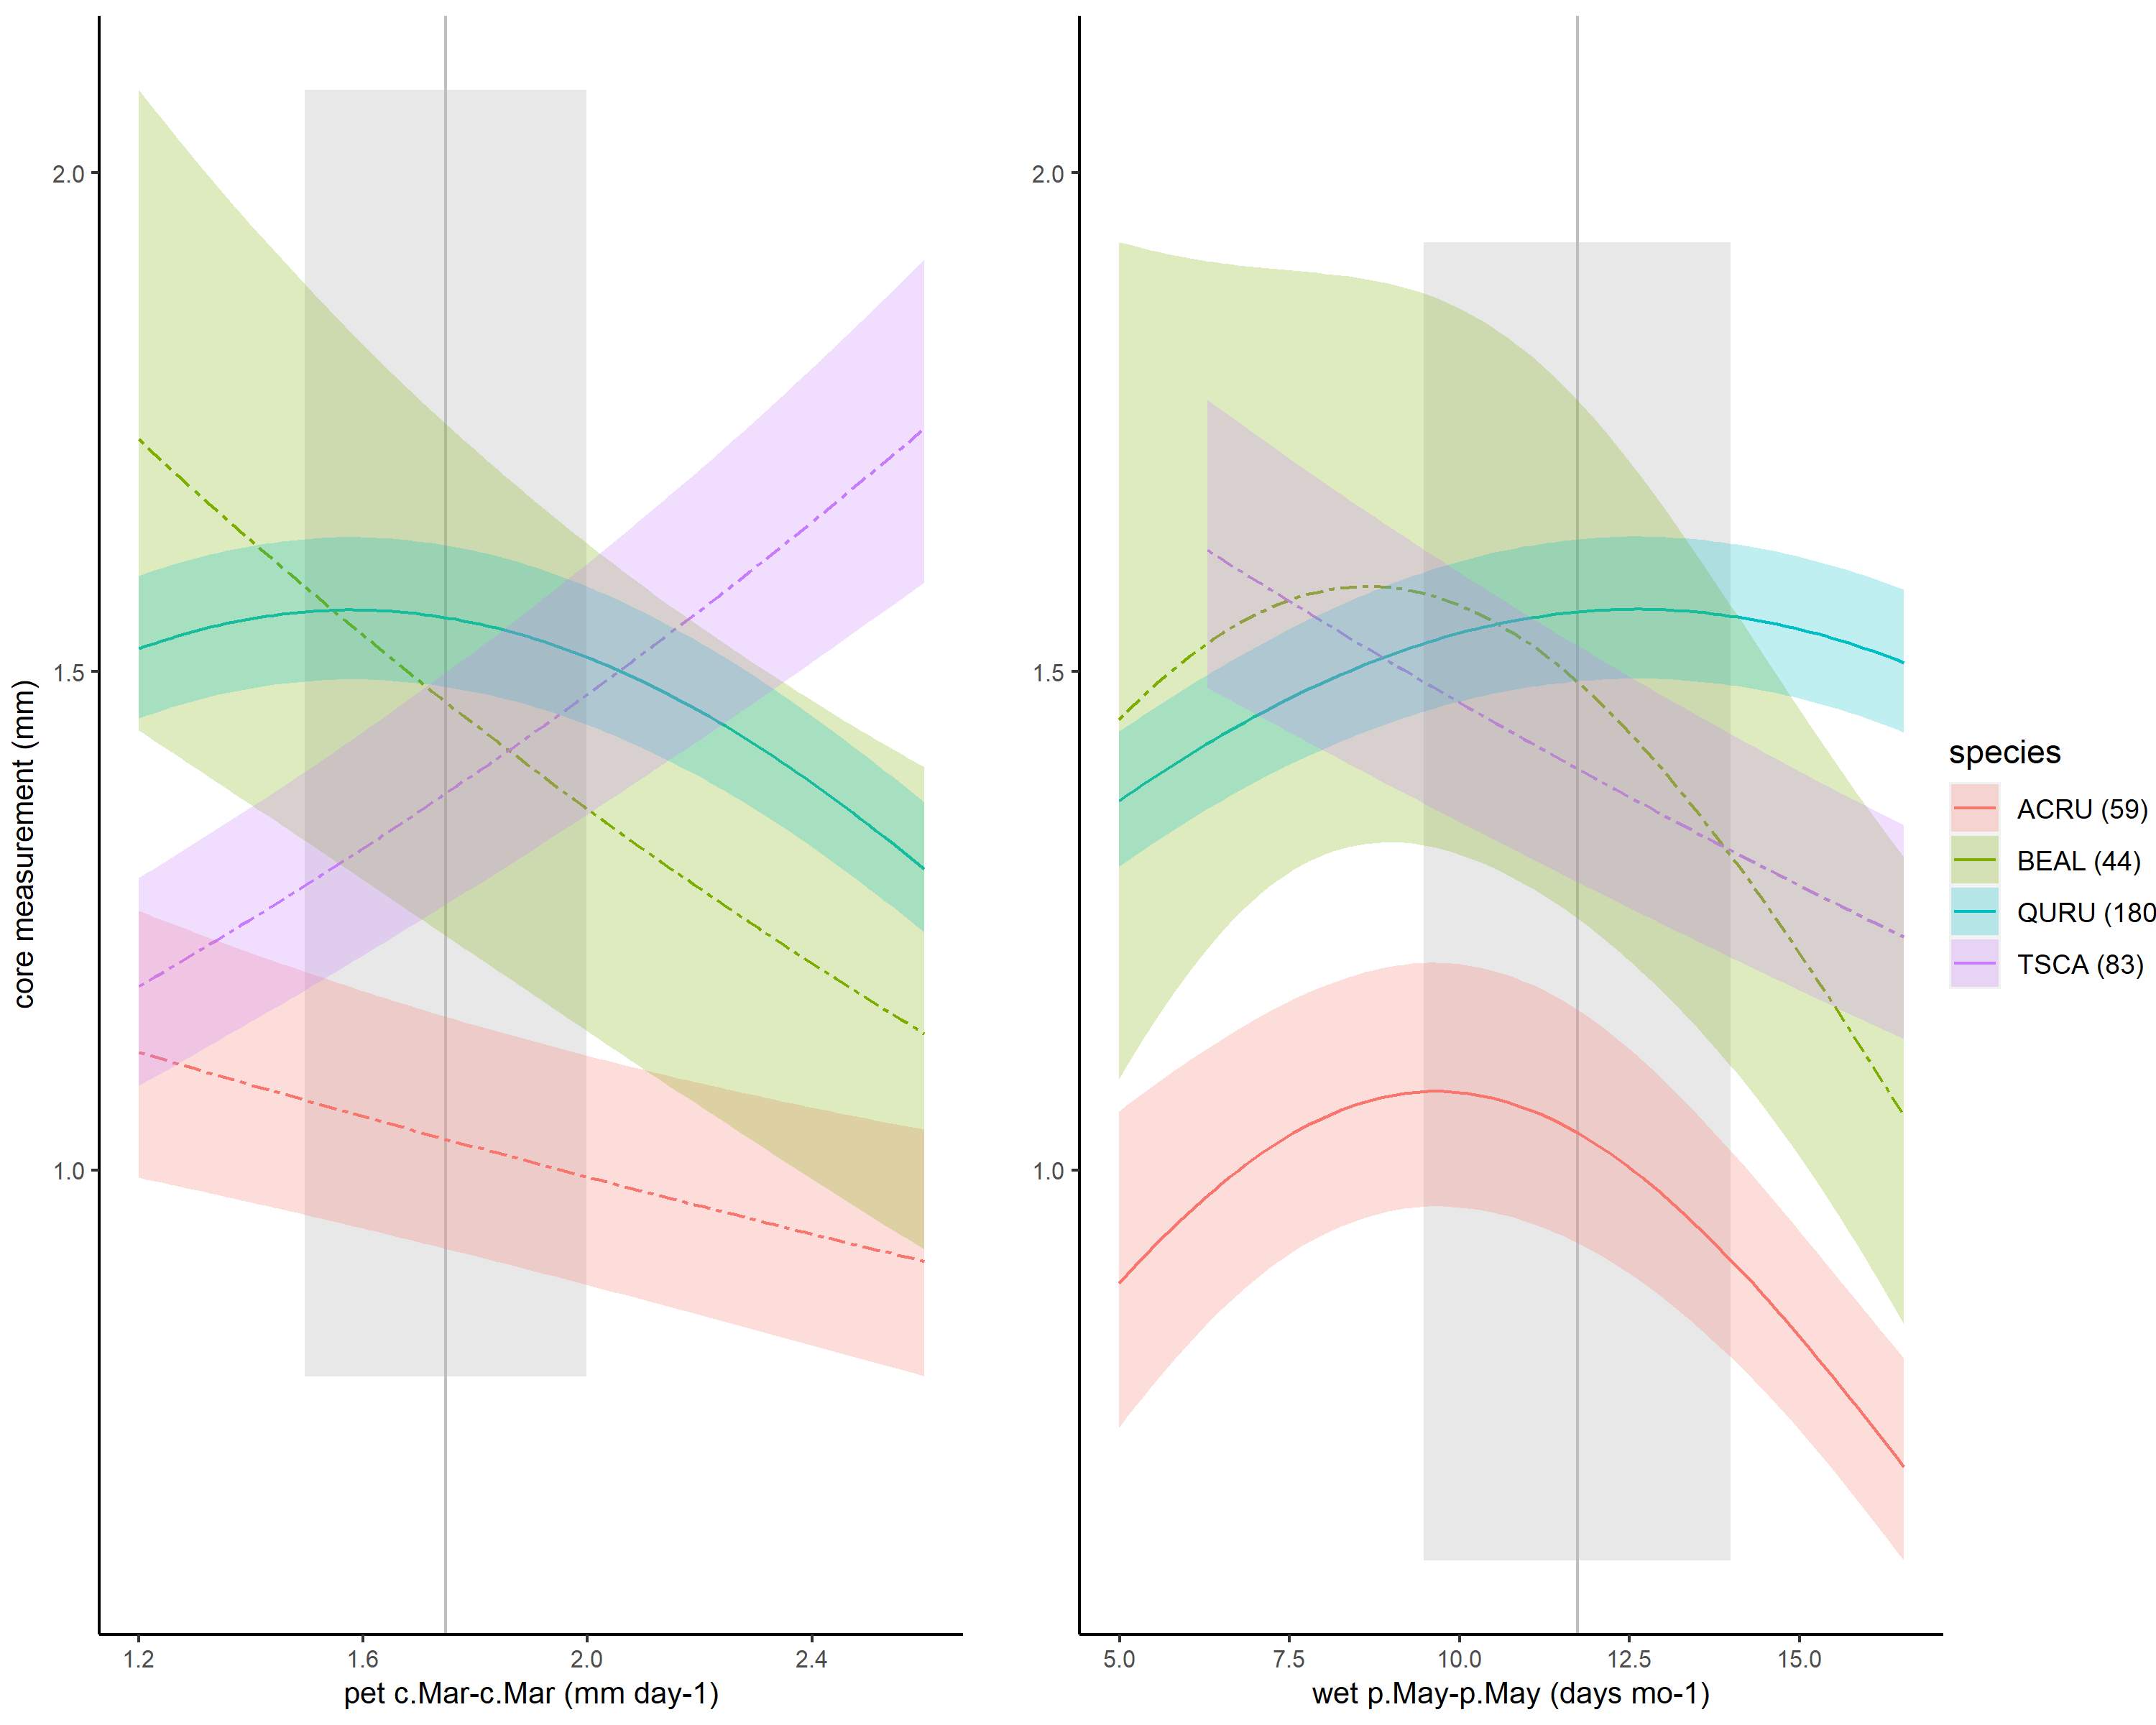 core measurement (mm)
2.0
1.5
1.0
1.2 1.6 2.0 2.4
pet c.Mar-c.Mar (mm day-1)
2.0
1.5
1.0
5.0 7.5 10.0 12.5 15.0
wet p.May-p.May (days mo-1)
species
ACRU (59)
BEAL (44)
QURU (180
TSCA (83)